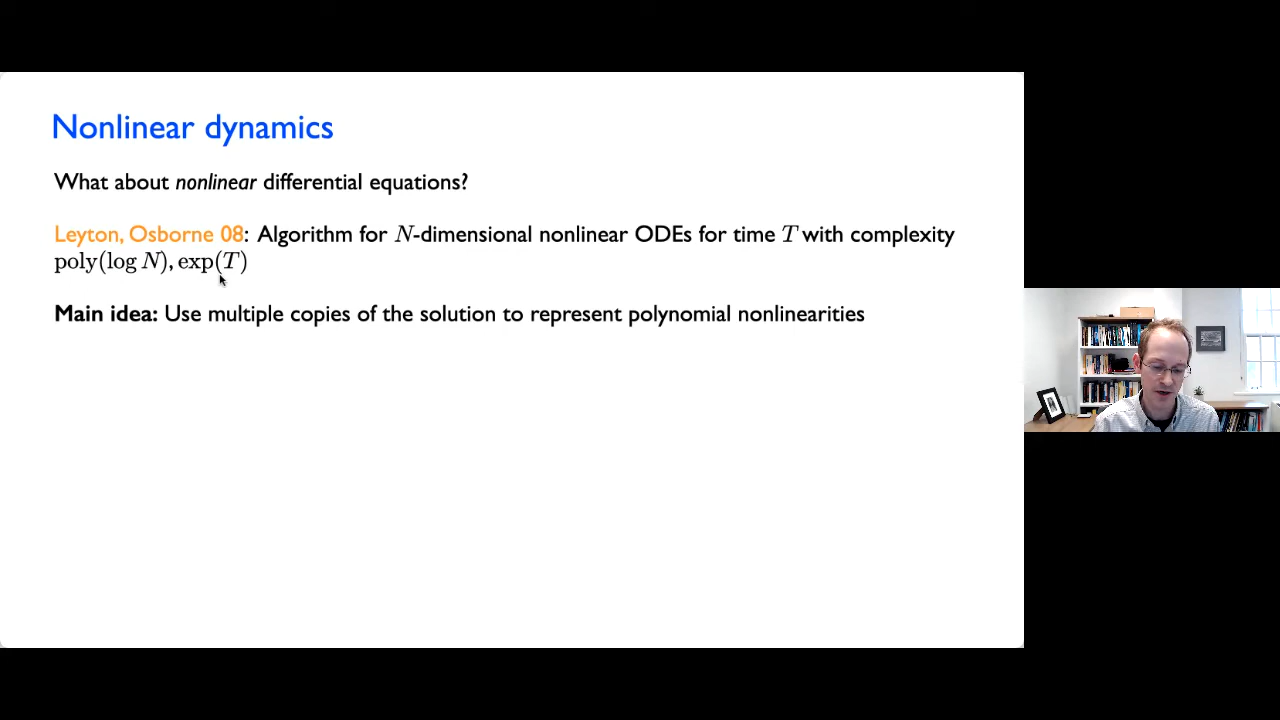 Nonlinear dynamics
What about nonlinear differential equations?
Leyton, Osborne 08: Algorithm for N-dimensional nonlinear ODEs for time T with complexity
poly(log N), exp(T)
Main idea: Use multiple copies of the solution to represent polynomial nonlinearities